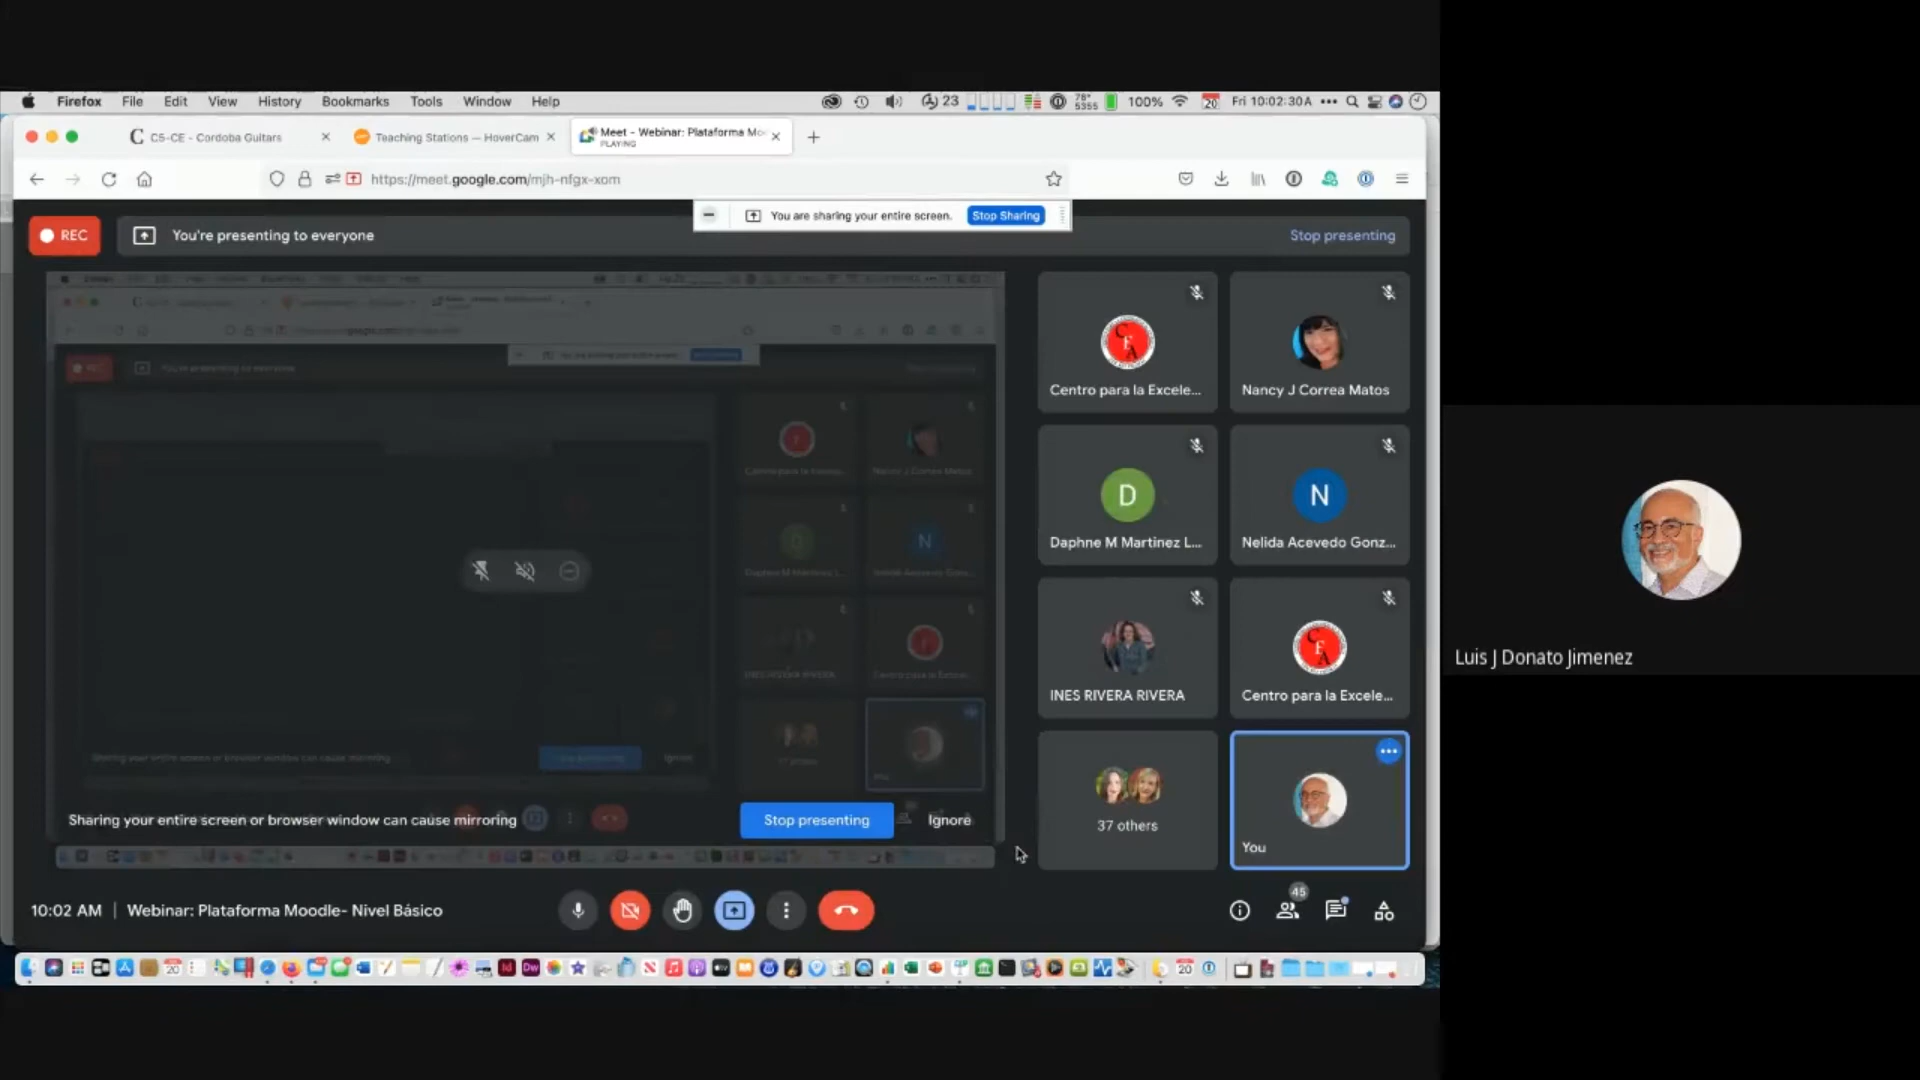 Firefox File Edit View History Bookmarks Tools Window Help
23 78° 5355 100% 20 Fri 10:02:30A
C5-CE - Cordoba Guitars
Teaching Stations — HoverCam
Meet - Webinar: Plataforma Mo
PLAYING
https://meet.google.com/mjh-nfgx-xom
You are sharing your entire screen. Stop Sharing
REC You're presenting to everyone Stop presenting
Centro para la Excele...
Nancy J Correa Matos
Daphne M Martinez L...
Nelida Acevedo Gonz...
INES RIVERA RIVERA
Centro para la Excele...
37 others
You
Luis J Donato Jimenez
Sharing your entire screen or browser window can cause mirroring Stop presenting Ignore
10:02 AM | Webinar: Plataforma Moodle- Nivel Básico
45